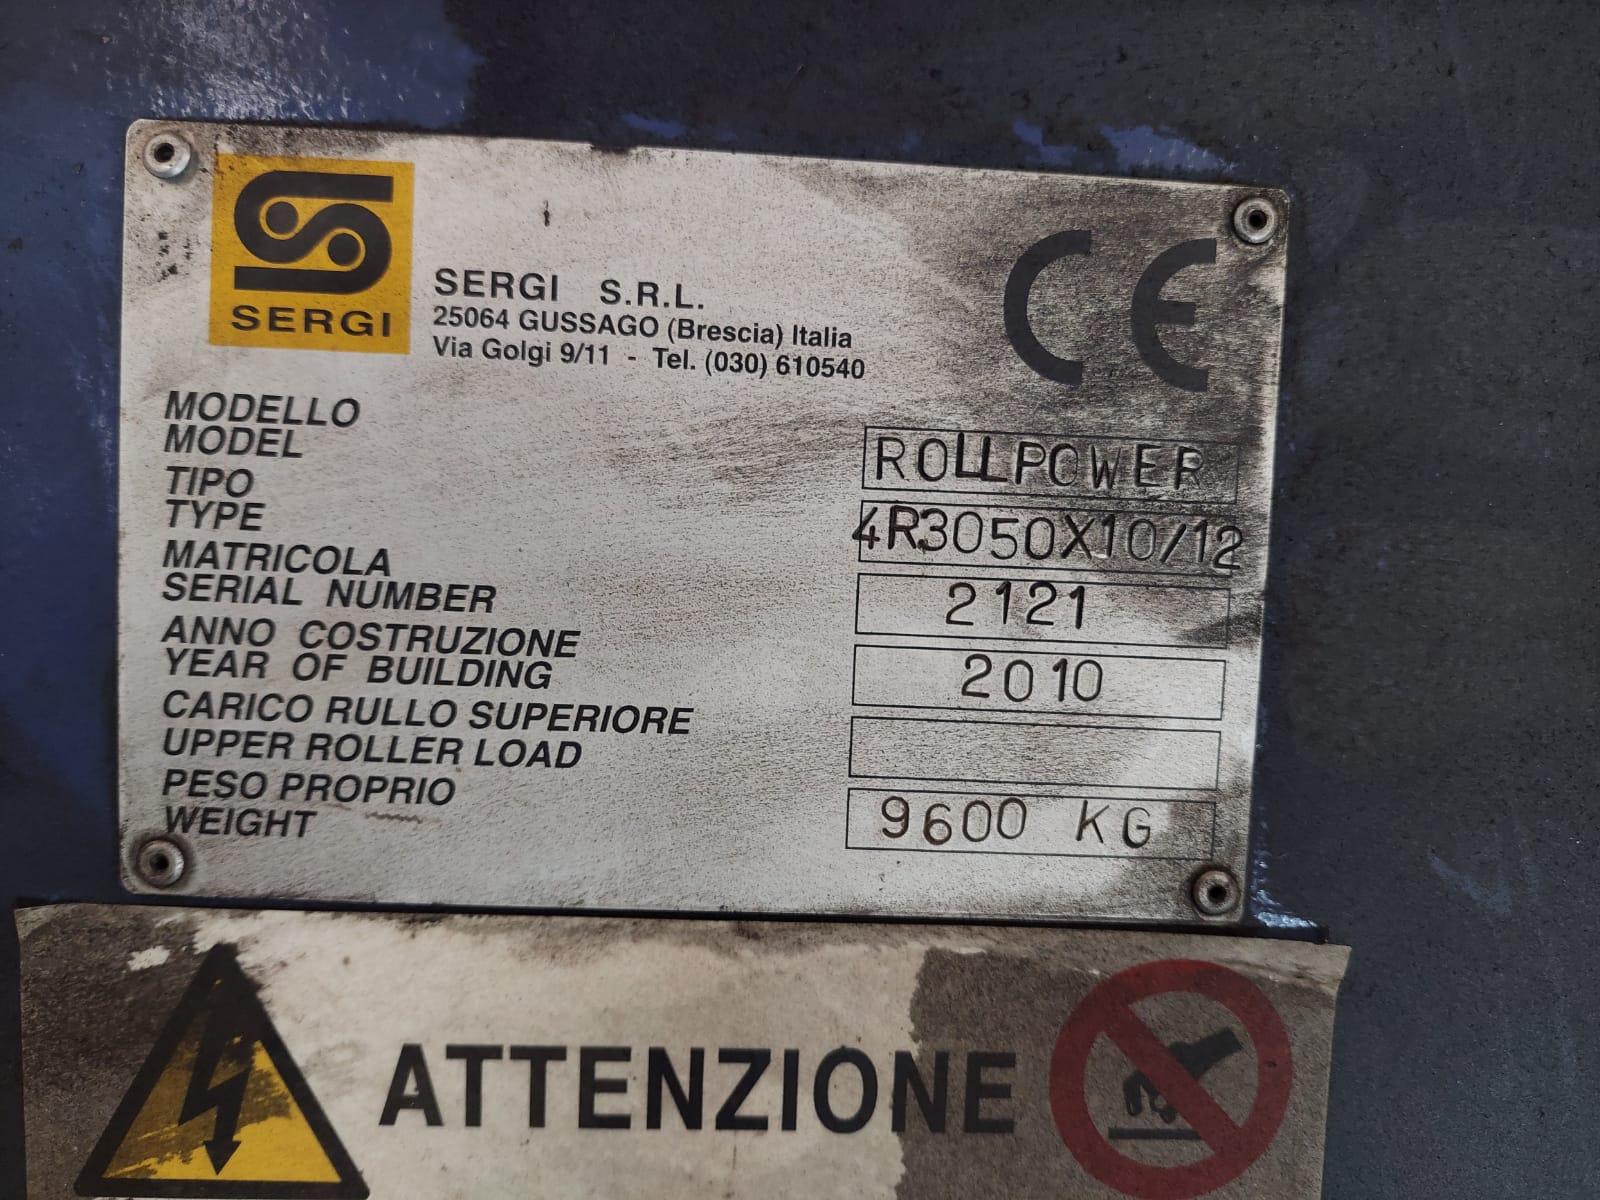 SERGI
SERGI S.R.L.
25064 GUSSAGO (Brescia) Italia
Via Golgi 9/11 - Tel. (030) 610540
CE
MODELLO
MODEL
ROLLPOWER
TIPO
TYPE
4R3050X10/12
MATRICOLA
SERIAL NUMBER
2121
ANNO COSTRUZIONE
YEAR OF BUILDING
2010
CARICO RULLO SUPERIORE
UPPER ROLLER LOAD
PESO PROPRIO
WEIGHT
9600 KG
ATTENZIONE